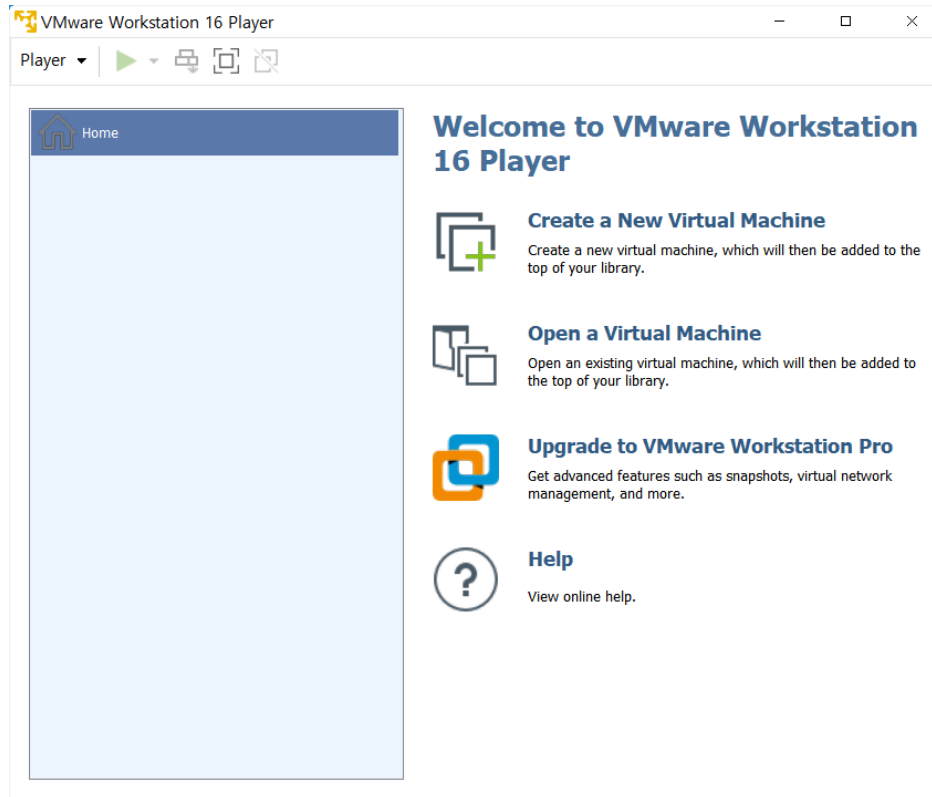 VMware Workstation 16 Player
Player
Home
Welcome to VMware Workstation
16 Player
Create a New Virtual Machine
Create a new virtual machine, which will then be added to the
top of your library.
Open a Virtual Machine
Open an existing virtual machine, which will then be added to
the top of your library.
Upgrade to VMware Workstation Pro
Get advanced features such as snapshots, virtual network
management, and more.
Help
View online help.